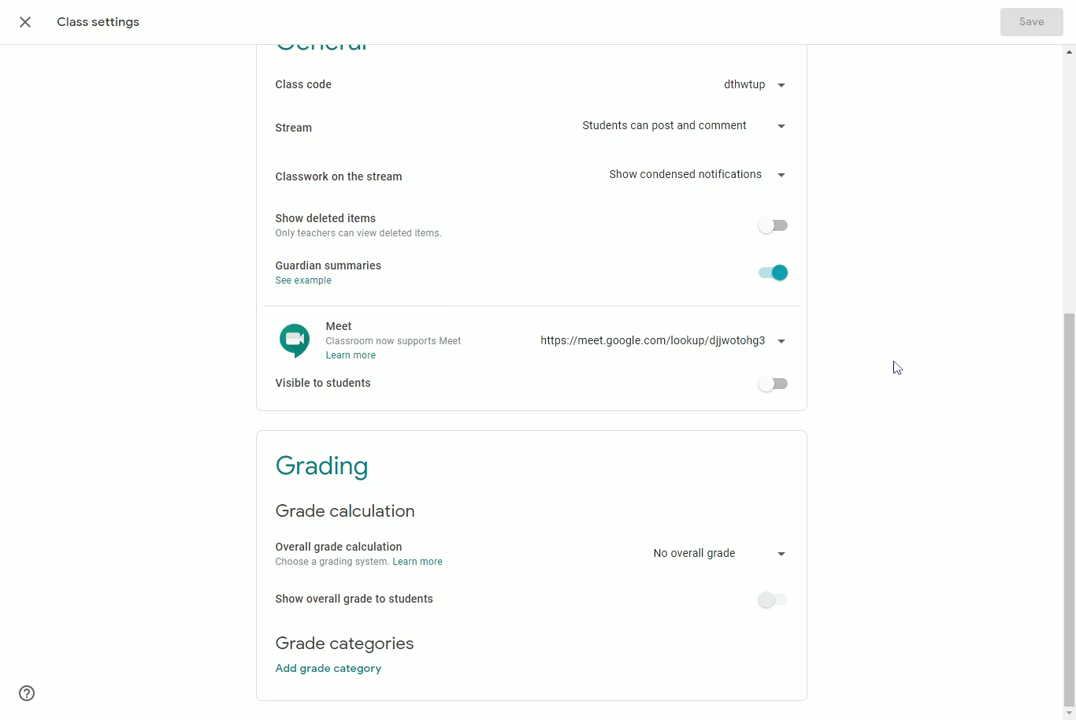 Class settings
Save
General
Class code
dthwtup
Stream
Students can post and comment
Classwork on the stream
Show condensed notifications
Show deleted items
Only teachers can view deleted items.
Guardian summaries
See example
Meet
Classroom now supports Meet
Learn more
https://meet.google.com/lookup/djjwotohg3
Visible to students
Grading
Grade calculation
Overall grade calculation
Choose a grading system. Learn more
No overall grade
Show overall grade to students
Grade categories
Add grade category